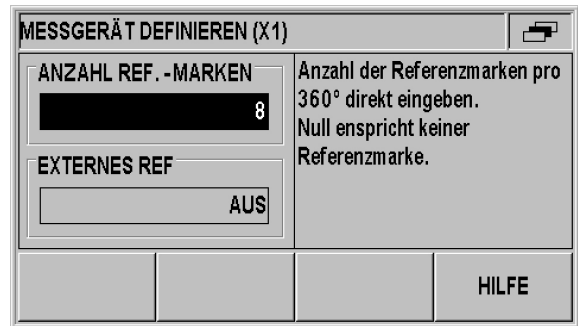 MESSGERÄT DEFINIEREN (X1)
ANZAHL REF. -MARKEN
8
EXTERNES REF
AUS
Anzahl der Referenzmarken pro
360° direkt eingeben.
Null enspricht keiner
Referenzmarke.
HILFE